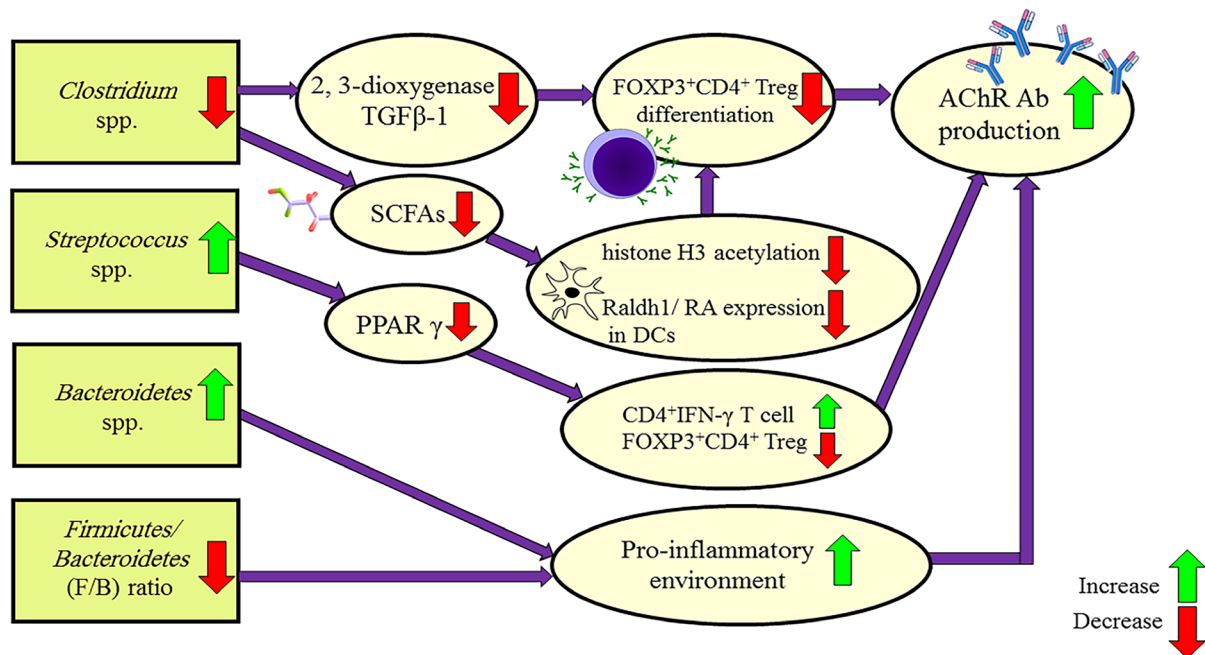 Clostridium
spp.
2, 3-dioxygenase
TGFβ-1
FOXP3⁺CD4⁺ Treg
differentiation
AChR Ab
production
SCFAs
Streptococcus
spp.
histone H3 acetylation
Raldh1/ RA expression
in DCs
PPAR γ
Bacteroidetes
spp.
CD4⁺IFN-γ T cell
FOXP3⁺CD4⁺ Treg
Firmicutes/
Bacteroidetes
(F/B) ratio
Pro-inflammatory
environment
Increase
Decrease